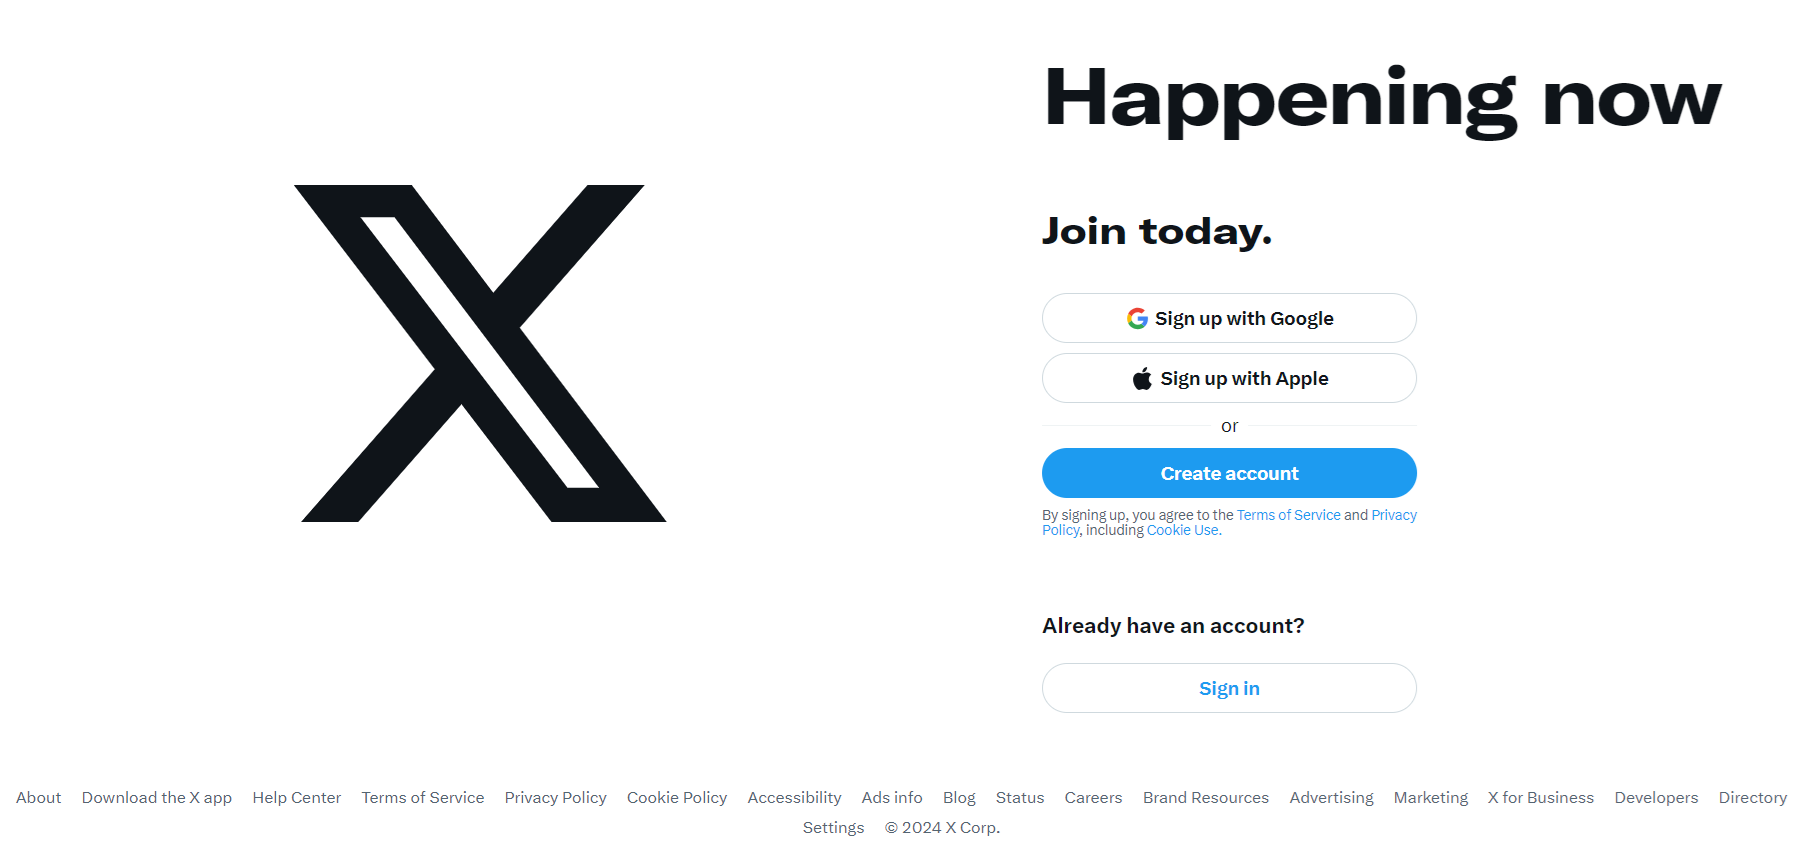 Happening now
Join today.
Sign up with Google
Sign up with Apple
or
Create account
By signing up, you agree to the Terms of Service and Privacy
Policy, including Cookie Use.
Already have an account?
Sign in
About Download the X app Help Center Terms of Service Privacy Policy Cookie Policy Accessibility Ads info Blog Status Careers Brand Resources Advertising Marketing X for Business Developers Directory
Settings © 2024 X Corp.